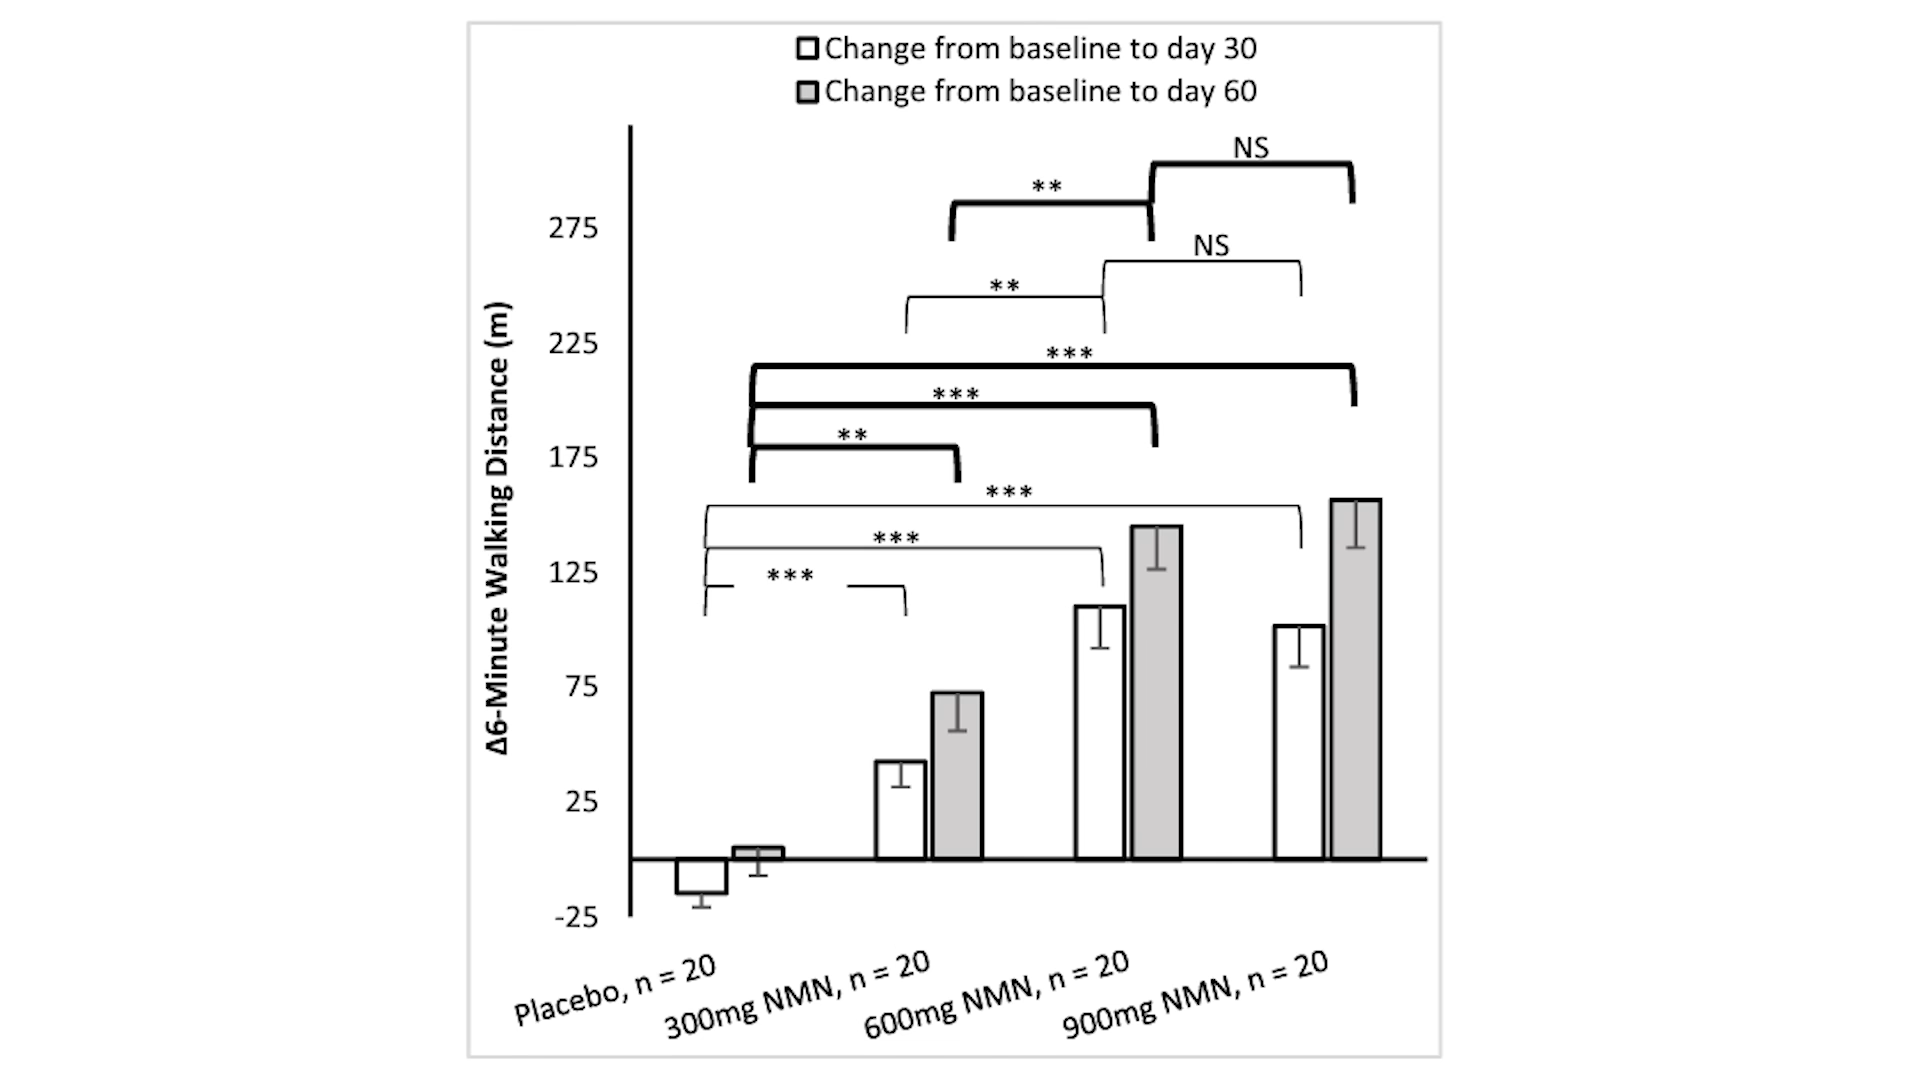 Change from baseline to day 30
Change from baseline to day 60
NS
**
275
NS
**
225
***
***
**
175
***
***
125
***
75
25
-25
Δ6-Minute Walking Distance (m)
Placebo, n = 20
300mg NMN, n = 20
600mg NMN, n = 20
900mg NMN, n = 20